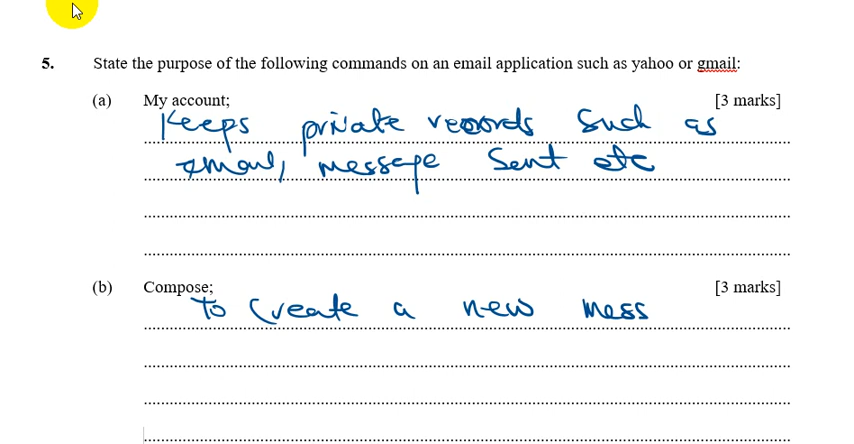 5. State the purpose of the following commands on an email application such as yahoo or gmail:
(a) My account; [3 marks]
Keeps private records such as
email, message sent etc
(b) Compose; [3 marks]
to create a new mess